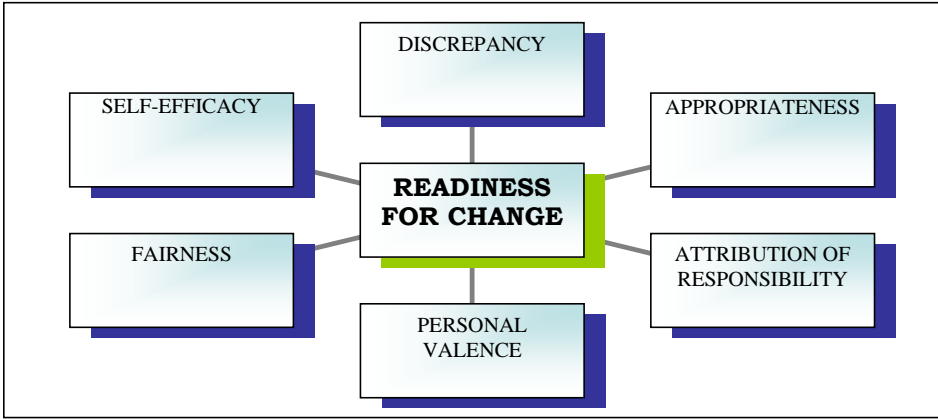 DISCREPANCY
SELF-EFFICACY
APPROPRIATENESS
READINESS
FOR CHANGE
FAIRNESS
ATTRIBUTION OF
RESPONSIBILITY
PERSONAL
VALENCE